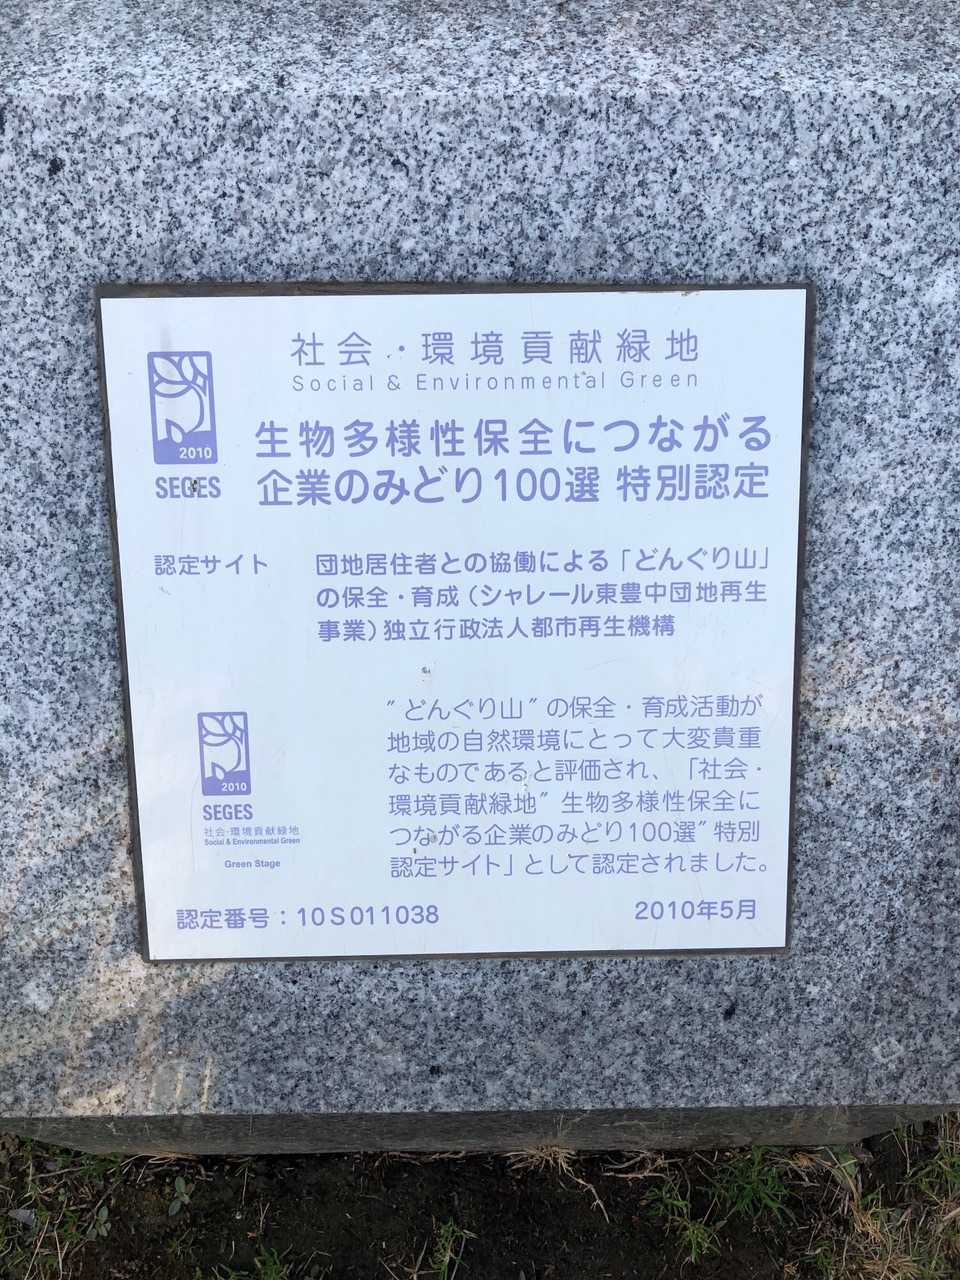 社会・環境貢献緑地
Social & Environmental Green
2010
SEGES
生物多様性保全につながる
企業のみどり100選 特別認定
認定サイト
団地居住者との協働による「どんぐり山」
の保全・育成(シャレール東豊中団地再生
事業)独立行政法人都市再生機構
"どんぐり山"の保全・育成活動が
地域の自然環境にとって大変貴重
なものであると評価され、「社会・
環境貢献緑地"生物多様性保全に
つながる企業のみどり100選"特別
認定サイト」として認定されました。
2010
SEGES
社会・環境貢献緑地
Social & Environmental Green
Green Stage
認定番号:10S011038
2010年5月